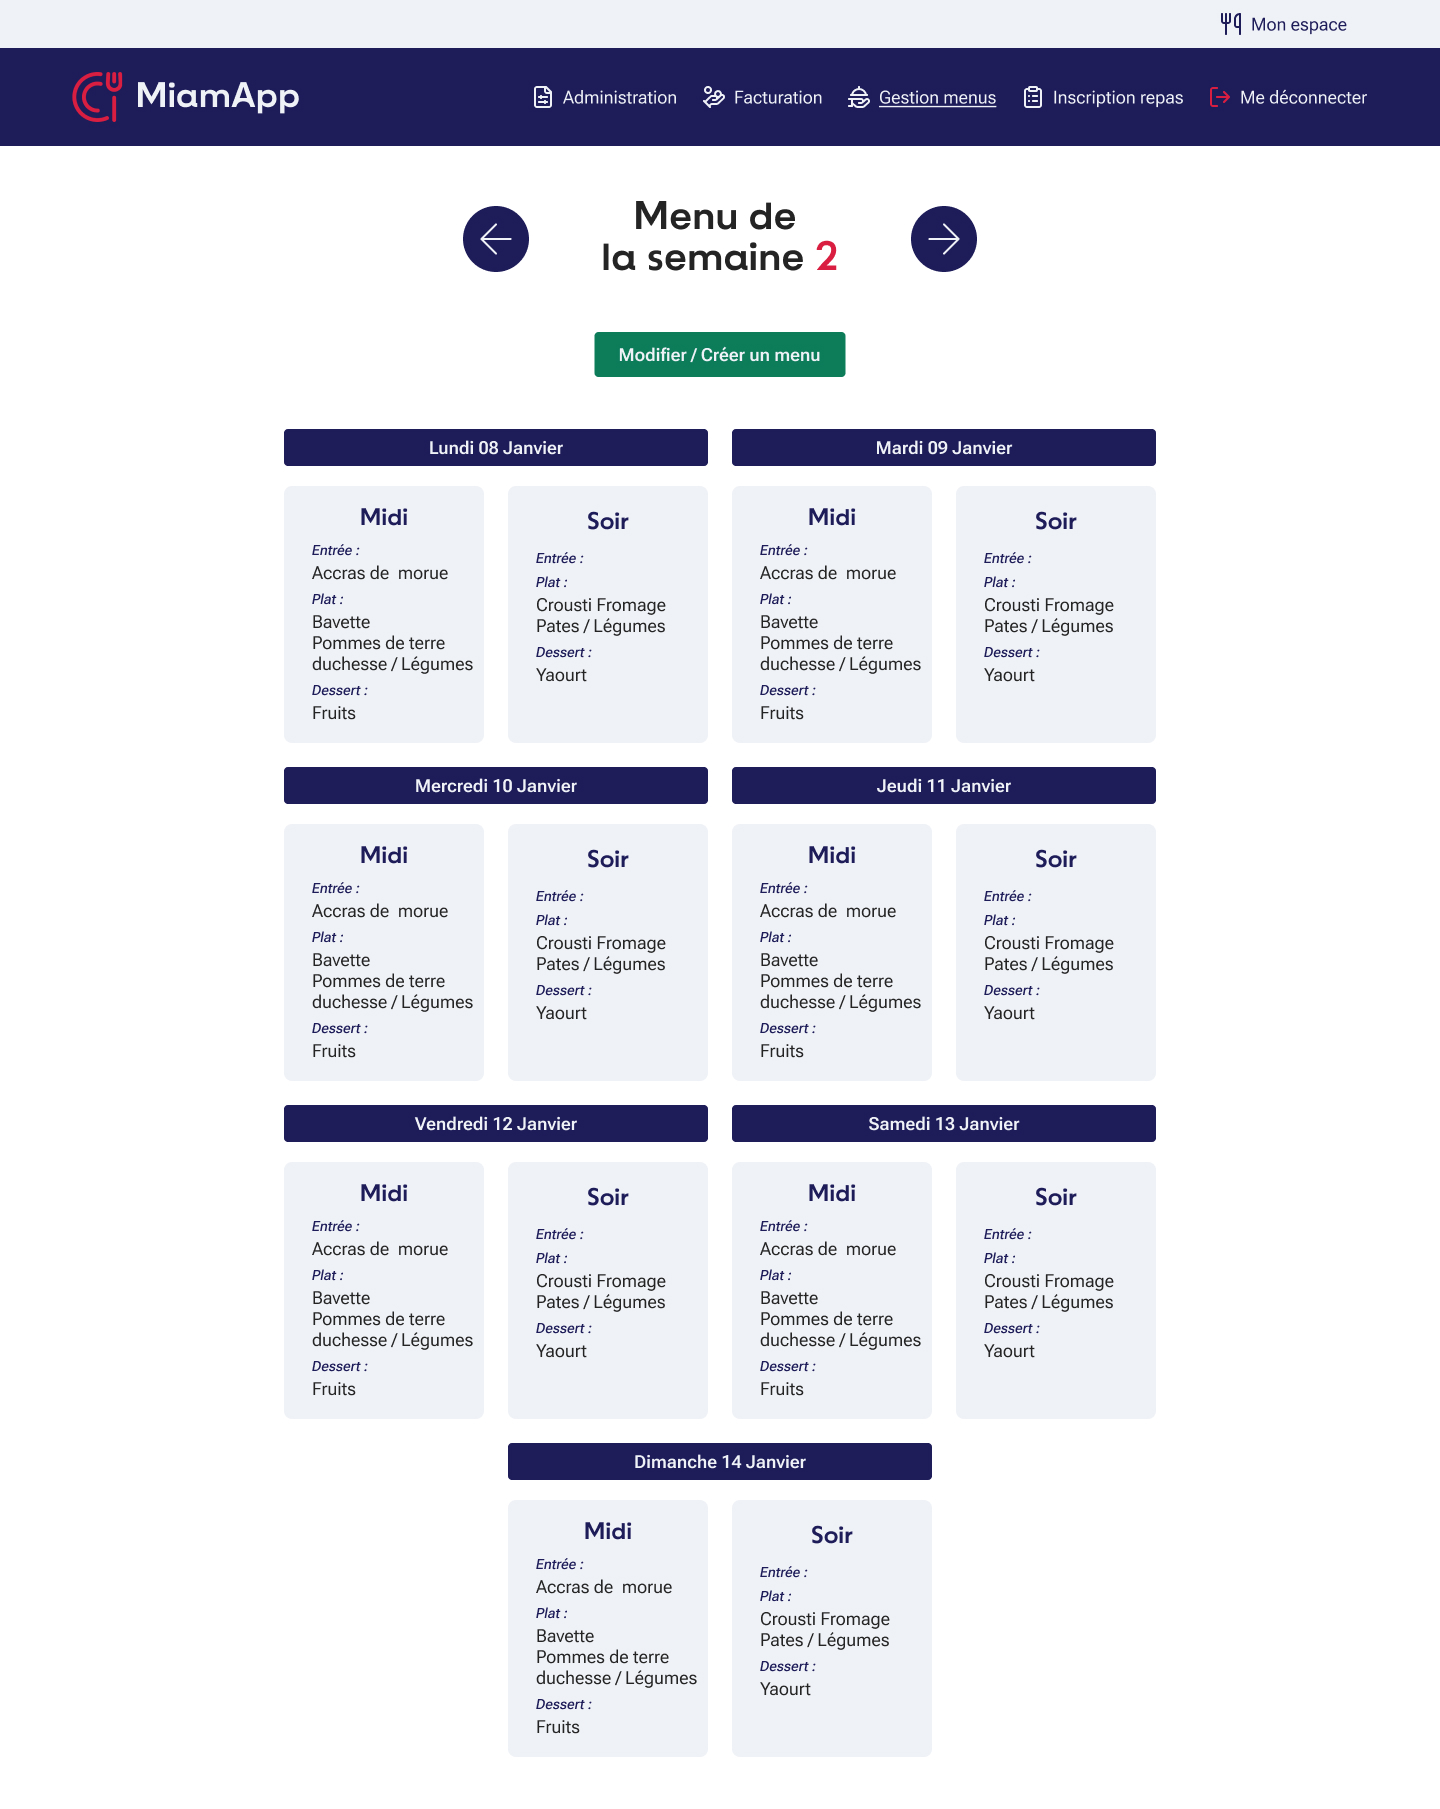 Mon espace
MiamApp
Administration
Facturation
Gestion menus
Inscription repas
Me déconnecter
Menu de
la semaine 2
Modifier / Créer un menu
Lundi 08 Janvier
Midi
Entrée :
Accras de  morue
Plat :
Bavette
Pommes de terre
duchesse / Légumes
Dessert :
Fruits
Soir
Entrée :
Plat :
Crousti Fromage
Pates / Légumes
Dessert :
Yaourt
Mardi 09 Janvier
Midi
Entrée :
Accras de  morue
Plat :
Bavette
Pommes de terre
duchesse / Légumes
Dessert :
Fruits
Soir
Entrée :
Plat :
Crousti Fromage
Pates / Légumes
Dessert :
Yaourt
Mercredi 10 Janvier
Midi
Entrée :
Accras de  morue
Plat :
Bavette
Pommes de terre
duchesse / Légumes
Dessert :
Fruits
Soir
Entrée :
Plat :
Crousti Fromage
Pates / Légumes
Dessert :
Yaourt
Jeudi 11 Janvier
Midi
Entrée :
Accras de  morue
Plat :
Bavette
Pommes de terre
duchesse / Légumes
Dessert :
Fruits
Soir
Entrée :
Plat :
Crousti Fromage
Pates / Légumes
Dessert :
Yaourt
Vendredi 12 Janvier
Midi
Entrée :
Accras de  morue
Plat :
Bavette
Pommes de terre
duchesse / Légumes
Dessert :
Fruits
Soir
Entrée :
Plat :
Crousti Fromage
Pates / Légumes
Dessert :
Yaourt
Samedi 13 Janvier
Midi
Entrée :
Accras de  morue
Plat :
Bavette
Pommes de terre
duchesse / Légumes
Dessert :
Fruits
Soir
Entrée :
Plat :
Crousti Fromage
Pates / Légumes
Dessert :
Yaourt
Dimanche 14 Janvier
Midi
Entrée :
Accras de  morue
Plat :
Bavette
Pommes de terre
duchesse / Légumes
Dessert :
Fruits
Soir
Entrée :
Plat :
Crousti Fromage
Pates / Légumes
Dessert :
Yaourt